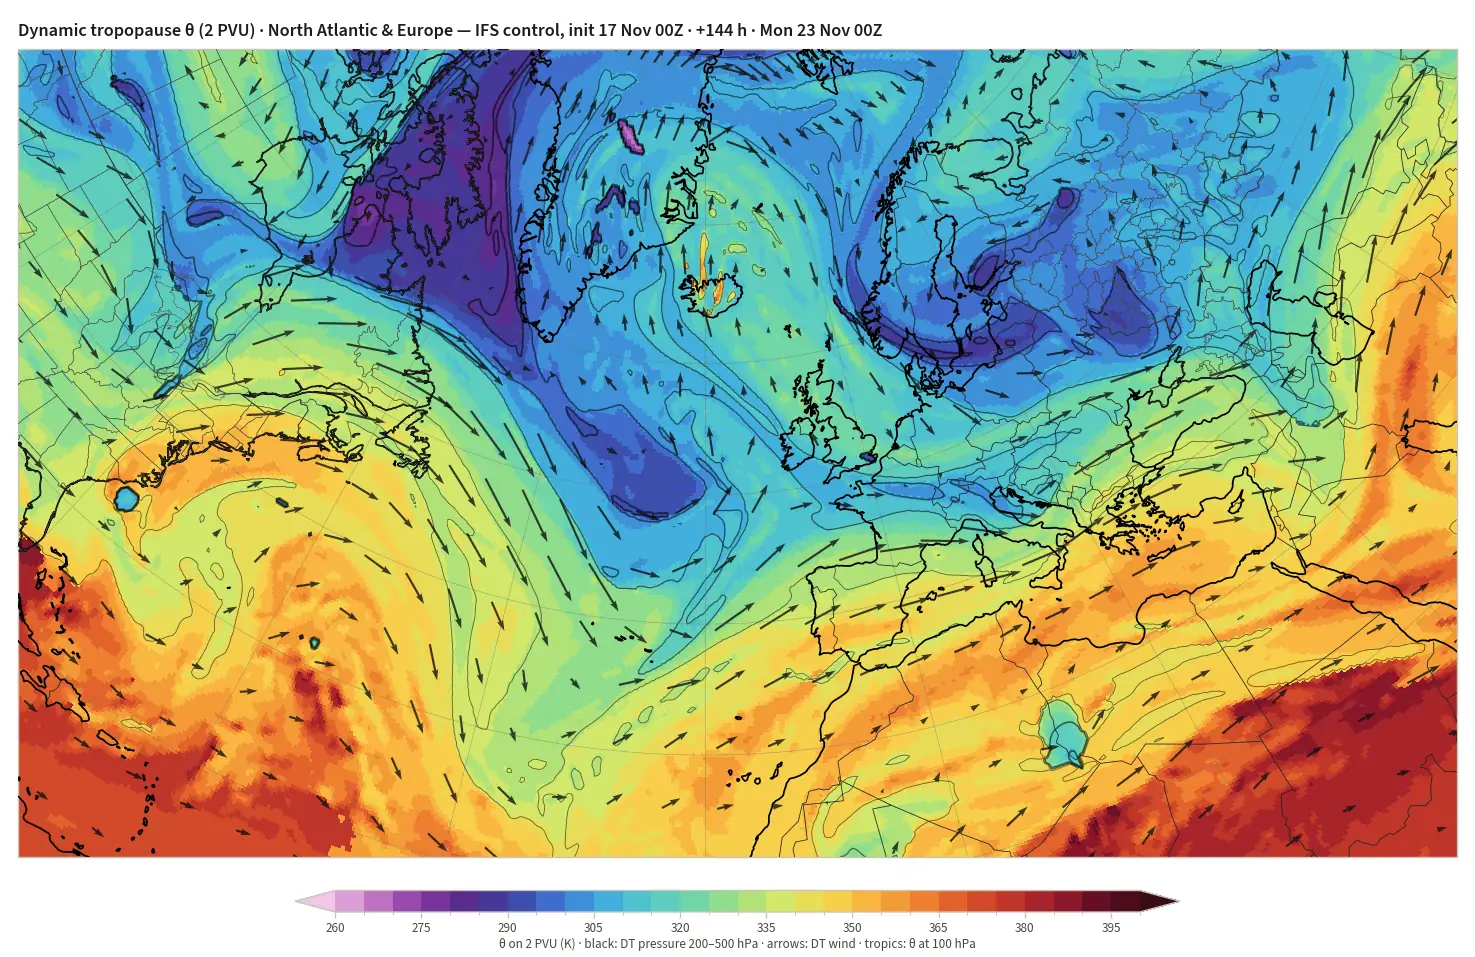 Dynamic tropopause θ (2 PVU) · North Atlantic & Europe — IFS control, init 17 Nov 00Z · +144 h · Mon 23 Nov 00Z
260 275 290 305 320 335 350 365 380 395
θ on 2 PVU (K) · black: DT pressure 200–500 hPa · arrows: DT wind · tropics: θ at 100 hPa